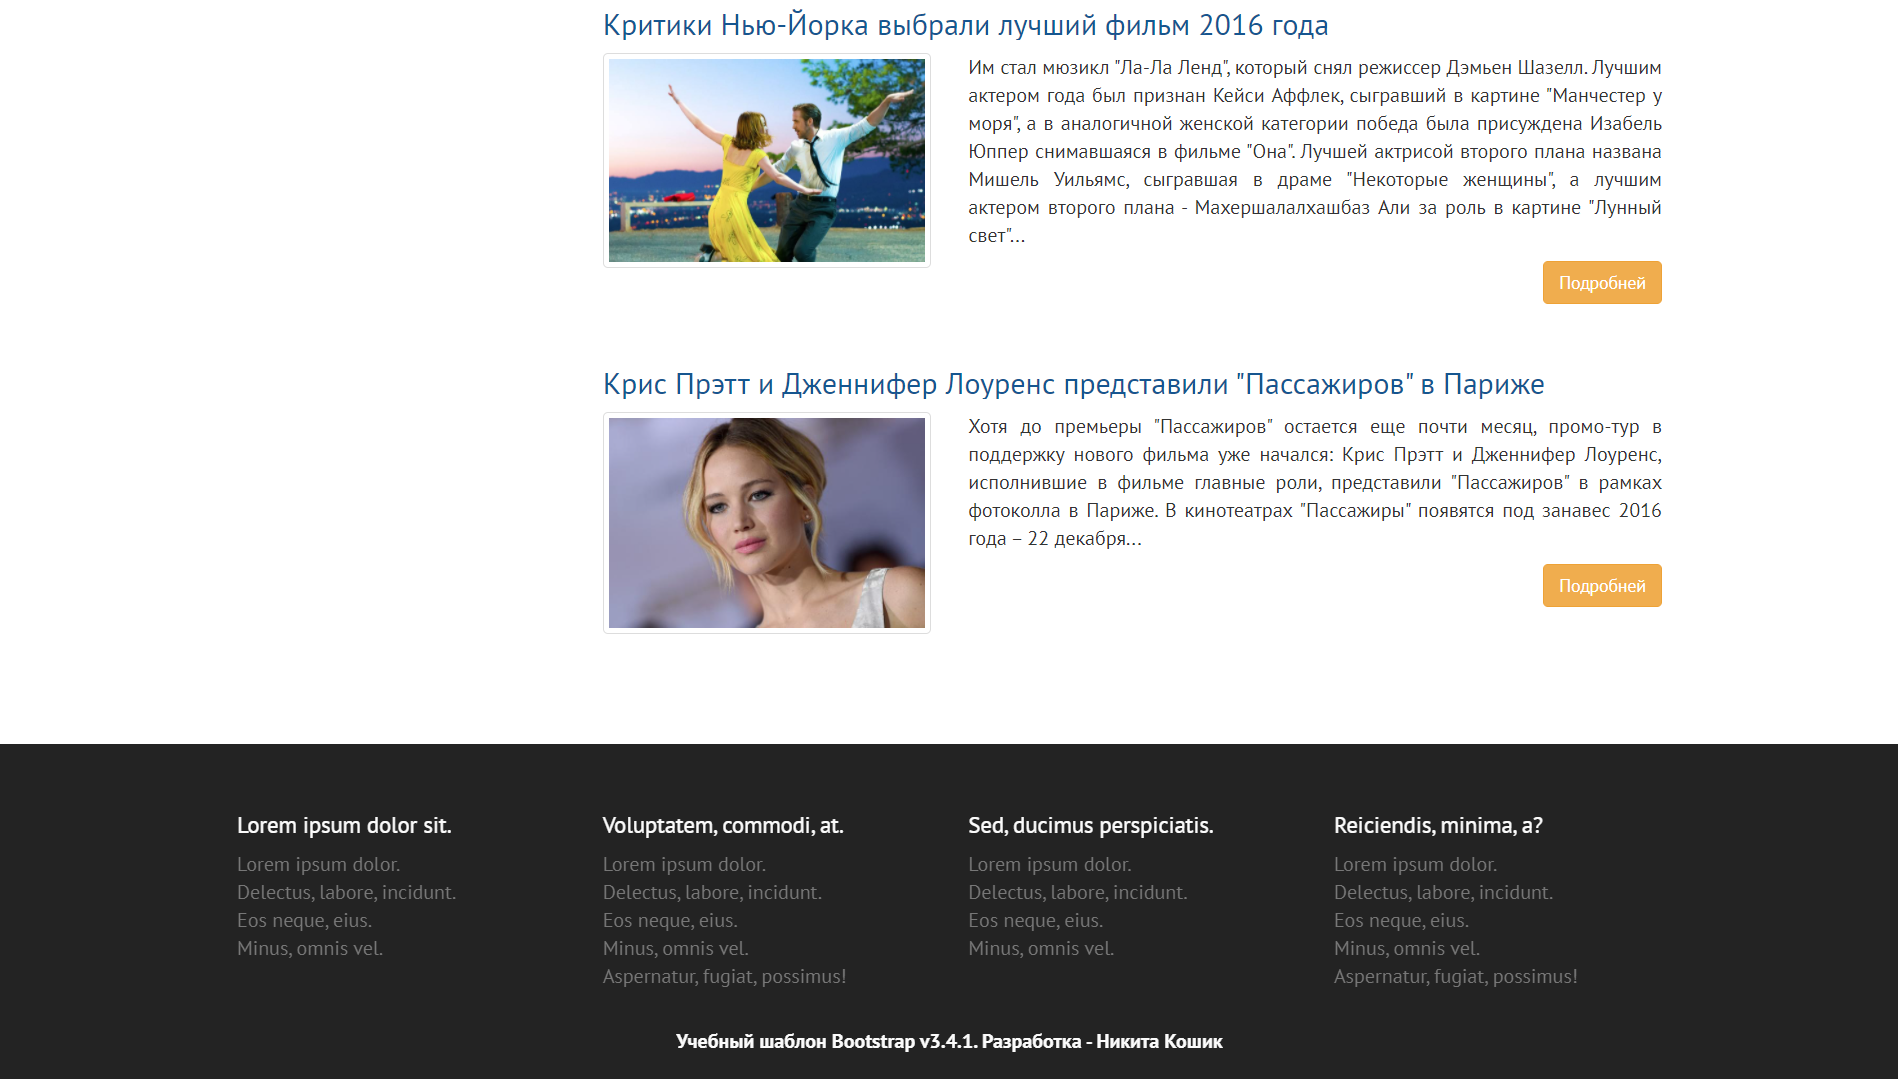 Критики Нью-Йорка выбрали лучший фильм 2016 года
Им стал мюзикл "Ла-Ла Ленд", который снял режиссер Дэмьен Шазелл. Лучшим
актером года был признан Кейси Аффлек, сыгравший в картине "Манчестер у
моря", а в аналогичной женской категории победа была присуждена Изабель
Юппер снимавшаяся в фильме "Она". Лучшей актрисой второго плана названа
Мишель Уильямс, сыгравшая в драме "Некоторые женщины", а лучшим
актером второго плана - Махершалалхашбаз Али за роль в картине "Лунный
свет"...
Подробней
Крис Прэтт и Дженнифер Лоуренс представили "Пассажиров" в Париже
Хотя до премьеры "Пассажиров" остается еще почти месяц, промо-тур в
поддержку нового фильма уже начался: Крис Прэтт и Дженнифер Лоуренс,
исполнившие в фильме главные роли, представили "Пассажиров" в рамках
фотоколла в Париже. В кинотеатрах "Пассажиры" появятся под занавес 2016
года – 22 декабря...
Подробней
Lorem ipsum dolor sit.
Lorem ipsum dolor.
Delectus, labore, incidunt.
Eos neque, eius.
Minus, omnis vel.
Voluptatem, commodi, at.
Lorem ipsum dolor.
Delectus, labore, incidunt.
Eos neque, eius.
Minus, omnis vel.
Aspernatur, fugiat, possimus!
Sed, ducimus perspiciatis.
Lorem ipsum dolor.
Delectus, labore, incidunt.
Eos neque, eius.
Minus, omnis vel.
Reiciendis, minima, a?
Lorem ipsum dolor.
Delectus, labore, incidunt.
Eos neque, eius.
Minus, omnis vel.
Aspernatur, fugiat, possimus!
Учебный шаблон Bootstrap v3.4.1. Разработка - Никита Кошик